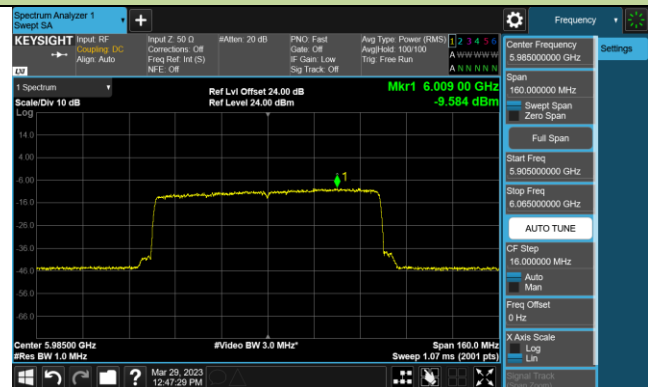 Spectrum Analyzer 1
Swept SA
+
Frequency
KEYSIGHT
Input: RF
Coupling: DC
Align: Auto
Input Z: 50 Ω
Corrections: Off
Freq Ref: Int (S)
NFE: Off
#Atten: 20 dB
PNO: Fast
Gate: Off
IF Gain: Low
Sig Track: Off
Avg Type: Power (RMS)
Avg|Hold: 100/100
Trig: Free Run
1 2 3 4 5 6
A W W W W W
A N N N N N
LXI
1 Spectrum
Scale/Div 10 dB
Log
Ref Lvl Offset 24.00 dB
Ref Level 24.00 dBm
Mkr1 6.009 00 GHz
-9.584 dBm
14.0
4.00
-6.00
-16.0
-26.0
-36.0
-46.0
-56.0
-66.0
1
Center 5.98500 GHz
#Res BW 1.0 MHz
#Video BW 3.0 MHz*
Span 160.0 MHz
Sweep 1.07 ms (2001 pts)
Mar 29, 2023
12:47:29 PM
?
Center Frequency
5.985000000 GHz
Settings
Span
160.000000 MHz
Swept Span
Zero Span
Full Span
Start Freq
5.905000000 GHz
Stop Freq
6.065000000 GHz
AUTO TUNE
CF Step
16.000000 MHz
Auto
Man
Freq Offset
0 Hz
X Axis Scale
Log
Lin
Signal Track
(Span Zoom)